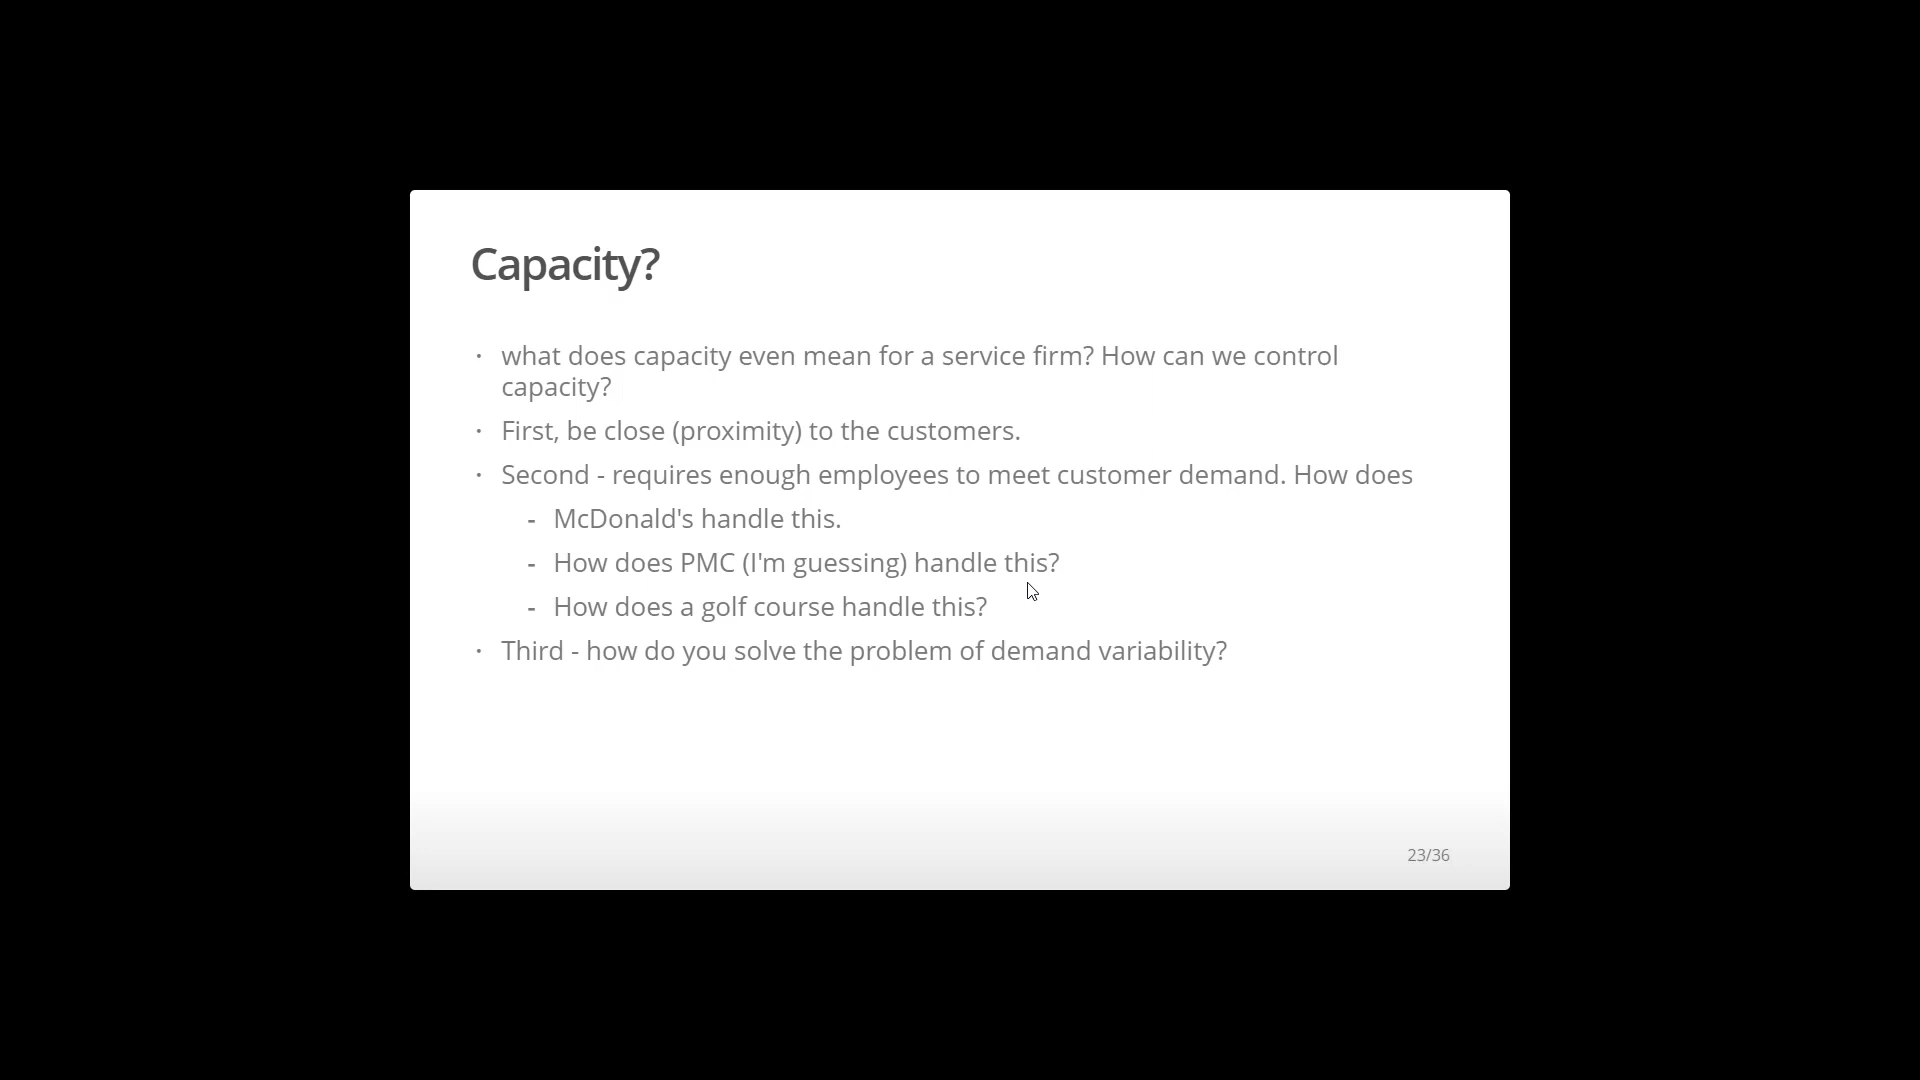 Capacity?
· what does capacity even mean for a service firm? How can we control
capacity?
· First, be close (proximity) to the customers.
· Second - requires enough employees to meet customer demand. How does
- McDonald's handle this.
- How does PMC (I'm guessing) handle this?
- How does a golf course handle this?
· Third - how do you solve the problem of demand variability?
23/36